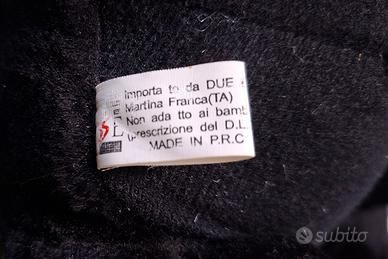 Importa to da DUE
Martina Franca(TA)
Non ada tto ai bamb
(prescrizione del D.L.
MADE IN P.R.C
S
E
subito